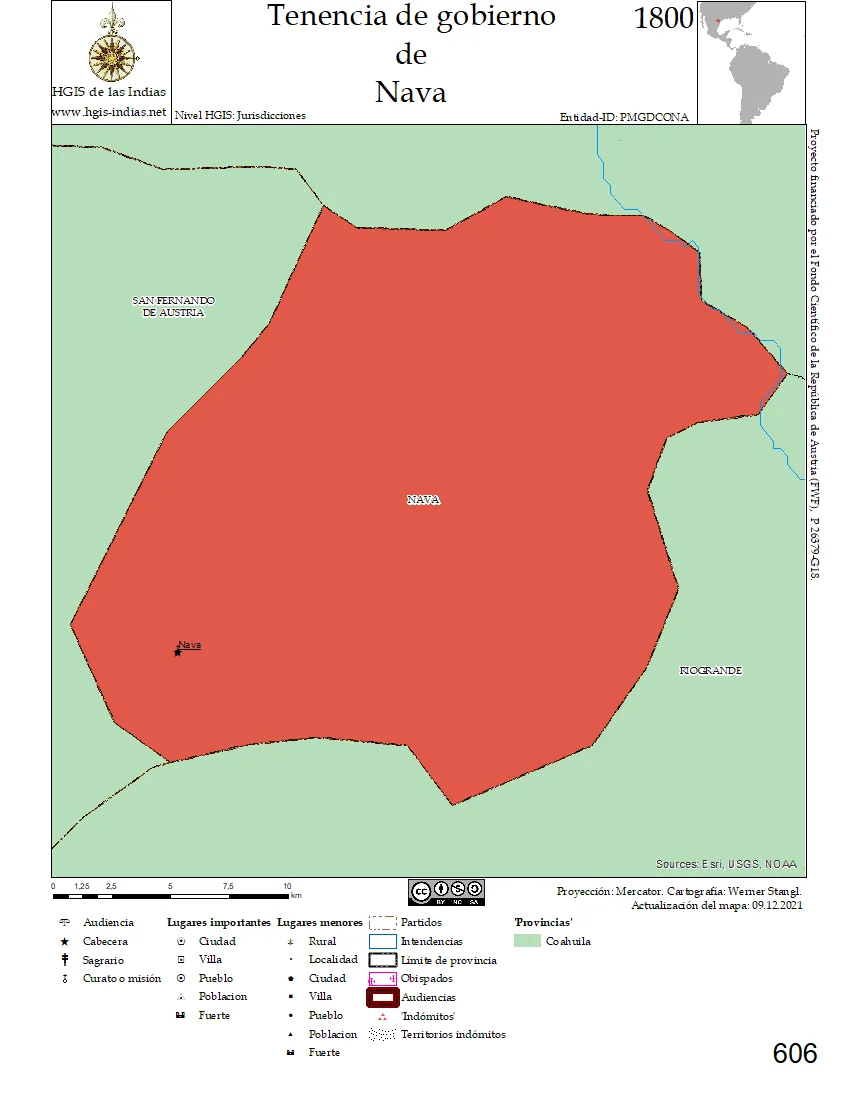 Tenencia de gobierno
de
Nava
1800
HGIS de las Indias
www.hgis-indias.net
Nivel HGIS: Jurisdicciones
Entidad-ID: PMGDCONA
Proyecto financiado por el Fondo Científico de la República de Austria (FWF), P 26379-G18.
SAN FERNANDO
DE AUSTRIA
NAVA
Nava
RIOGRANDE
Sources: Esri, USGS, NOAA
0 1,25 2,5 5 7,5 10
km
cc
BY NC SA
Proyección: Mercator. Cartografía: Werner Stangl.
Actualización del mapa: 09.12.2021
Audiencia
Cabecera
Sagrario
Curato o misión
Lugares importantes
Ciudad
Villa
Pueblo
Poblacion
Fuerte
Lugares menores
Rural
Localidad
Ciudad
Villa
Pueblo
Poblacion
Fuerte
Partidos
Intendencias
Límite de provincia
Obispados
Audiencias
'Indómitos'
Territorios indómitos
'Provincias'
Coahuila
606